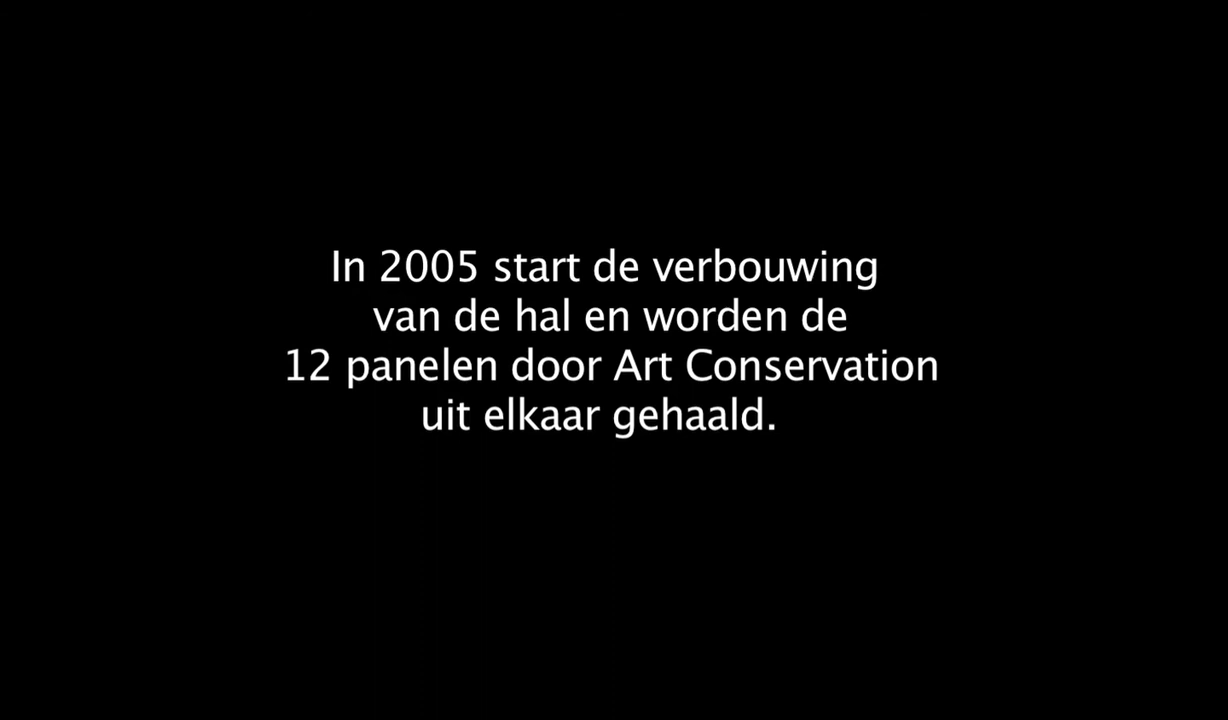 In 2005 start de verbouwing
van de hal en worden de
12 panelen door Art Conservation
uit elkaar gehaald.